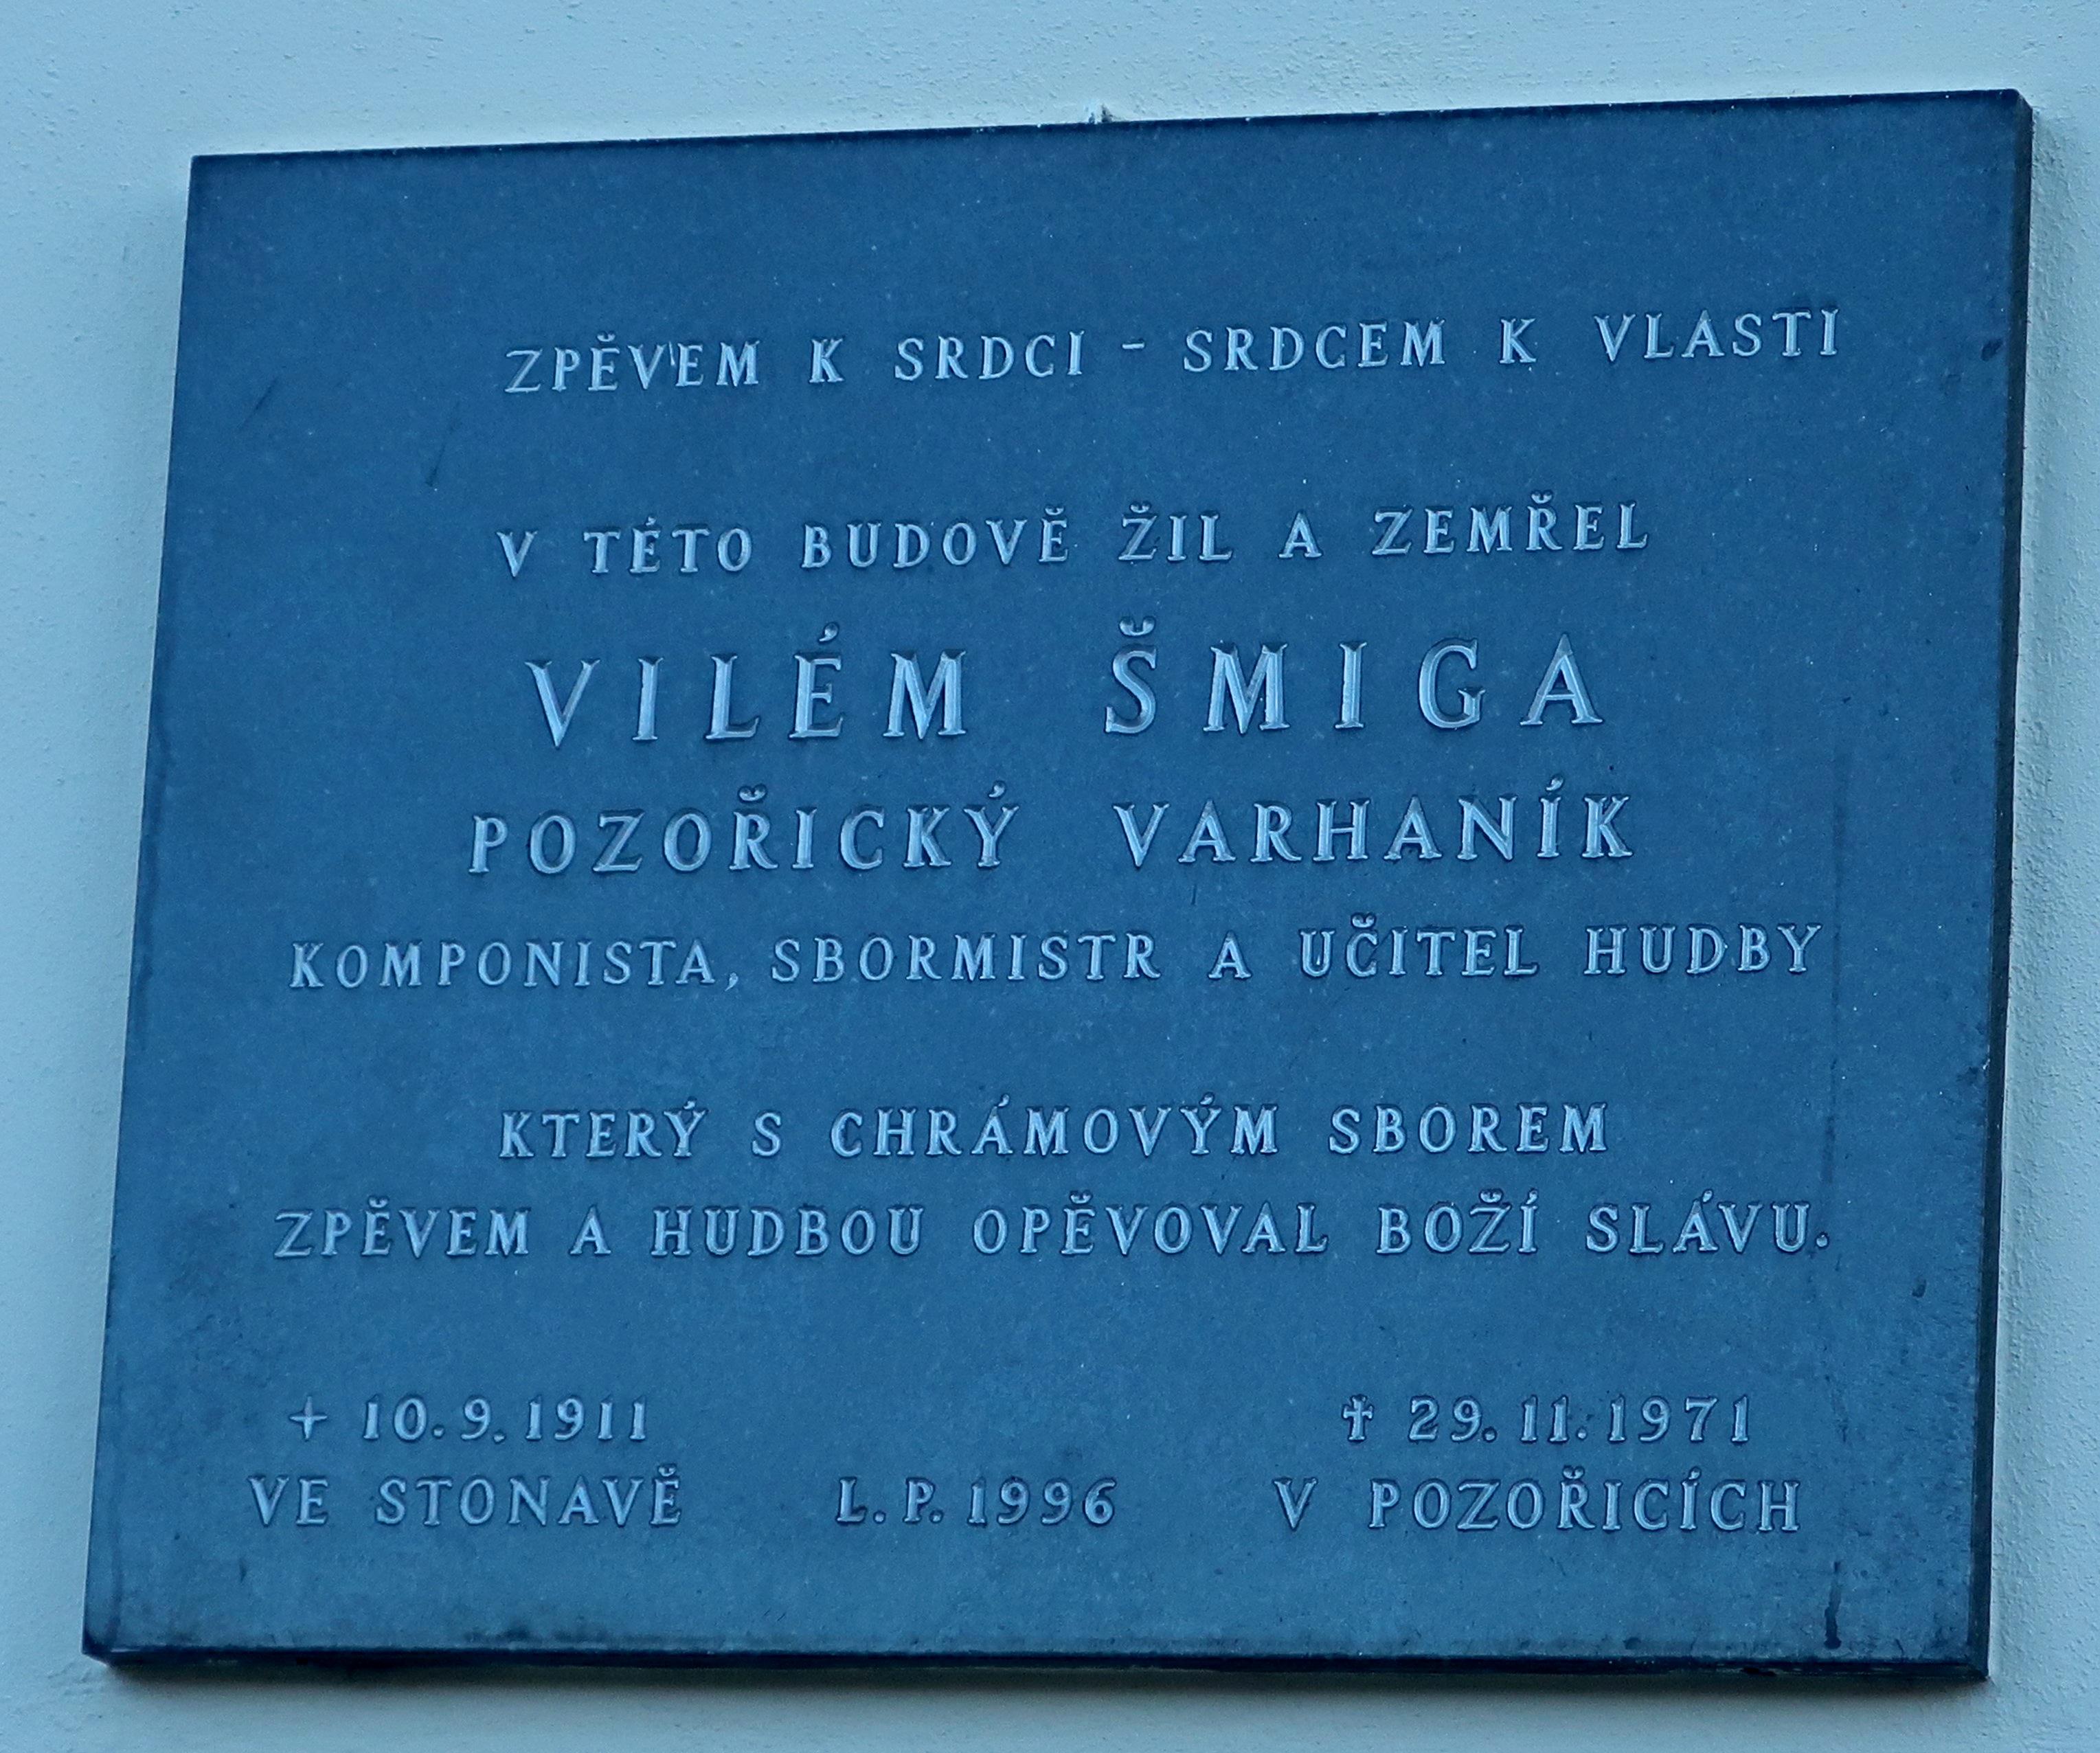 ZPĚVEM K SRDCI - SRDCEM K VLASTI
V TÉTO BUDOVĚ ŽIL A ZEMŘEL
VILÉM ŠMIGA
POZOŘICKÝ VARHANÍK
KOMPONISTA, SBORMISTR A UČITEL HUDBY
KTERÝ S CHRÁMOVÝM SBOREM
ZPĚVEM A HUDBOU OPĚVOVAL BOŽÍ SLÁVU.
+ 10.9.1911 ✝ 29.11.1971
VE STONAVĚ L.P.1996 V POZOŘICÍCH